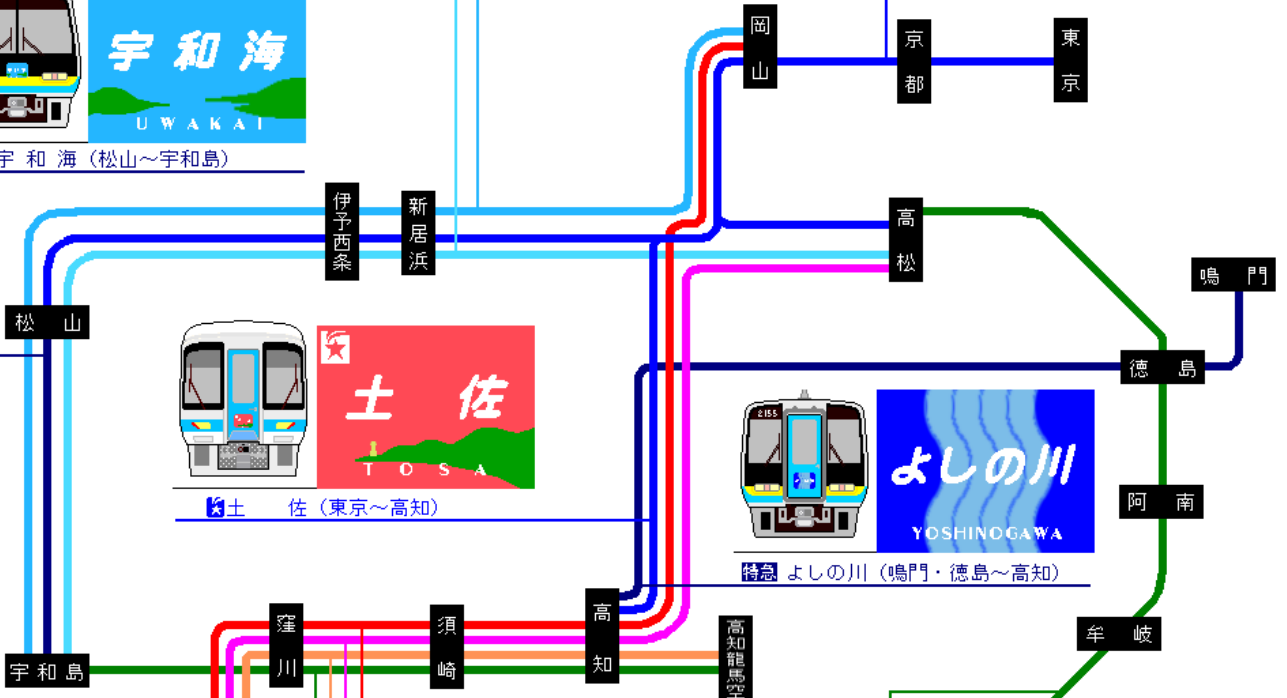 宇和海
UWAKAI
宇和海（松山～宇和島）
岡山
京都
東京
伊予西条
新居浜
高松
鳴門
松山
徳島
土佐
TOSA
土佐（東京～高知）
2155
よしの川
YOSHINOGAWA
特急 よしの川（鳴門・徳島～高知）
阿南
牟岐
窪川
須崎
高知
高知龍馬空
宇和島